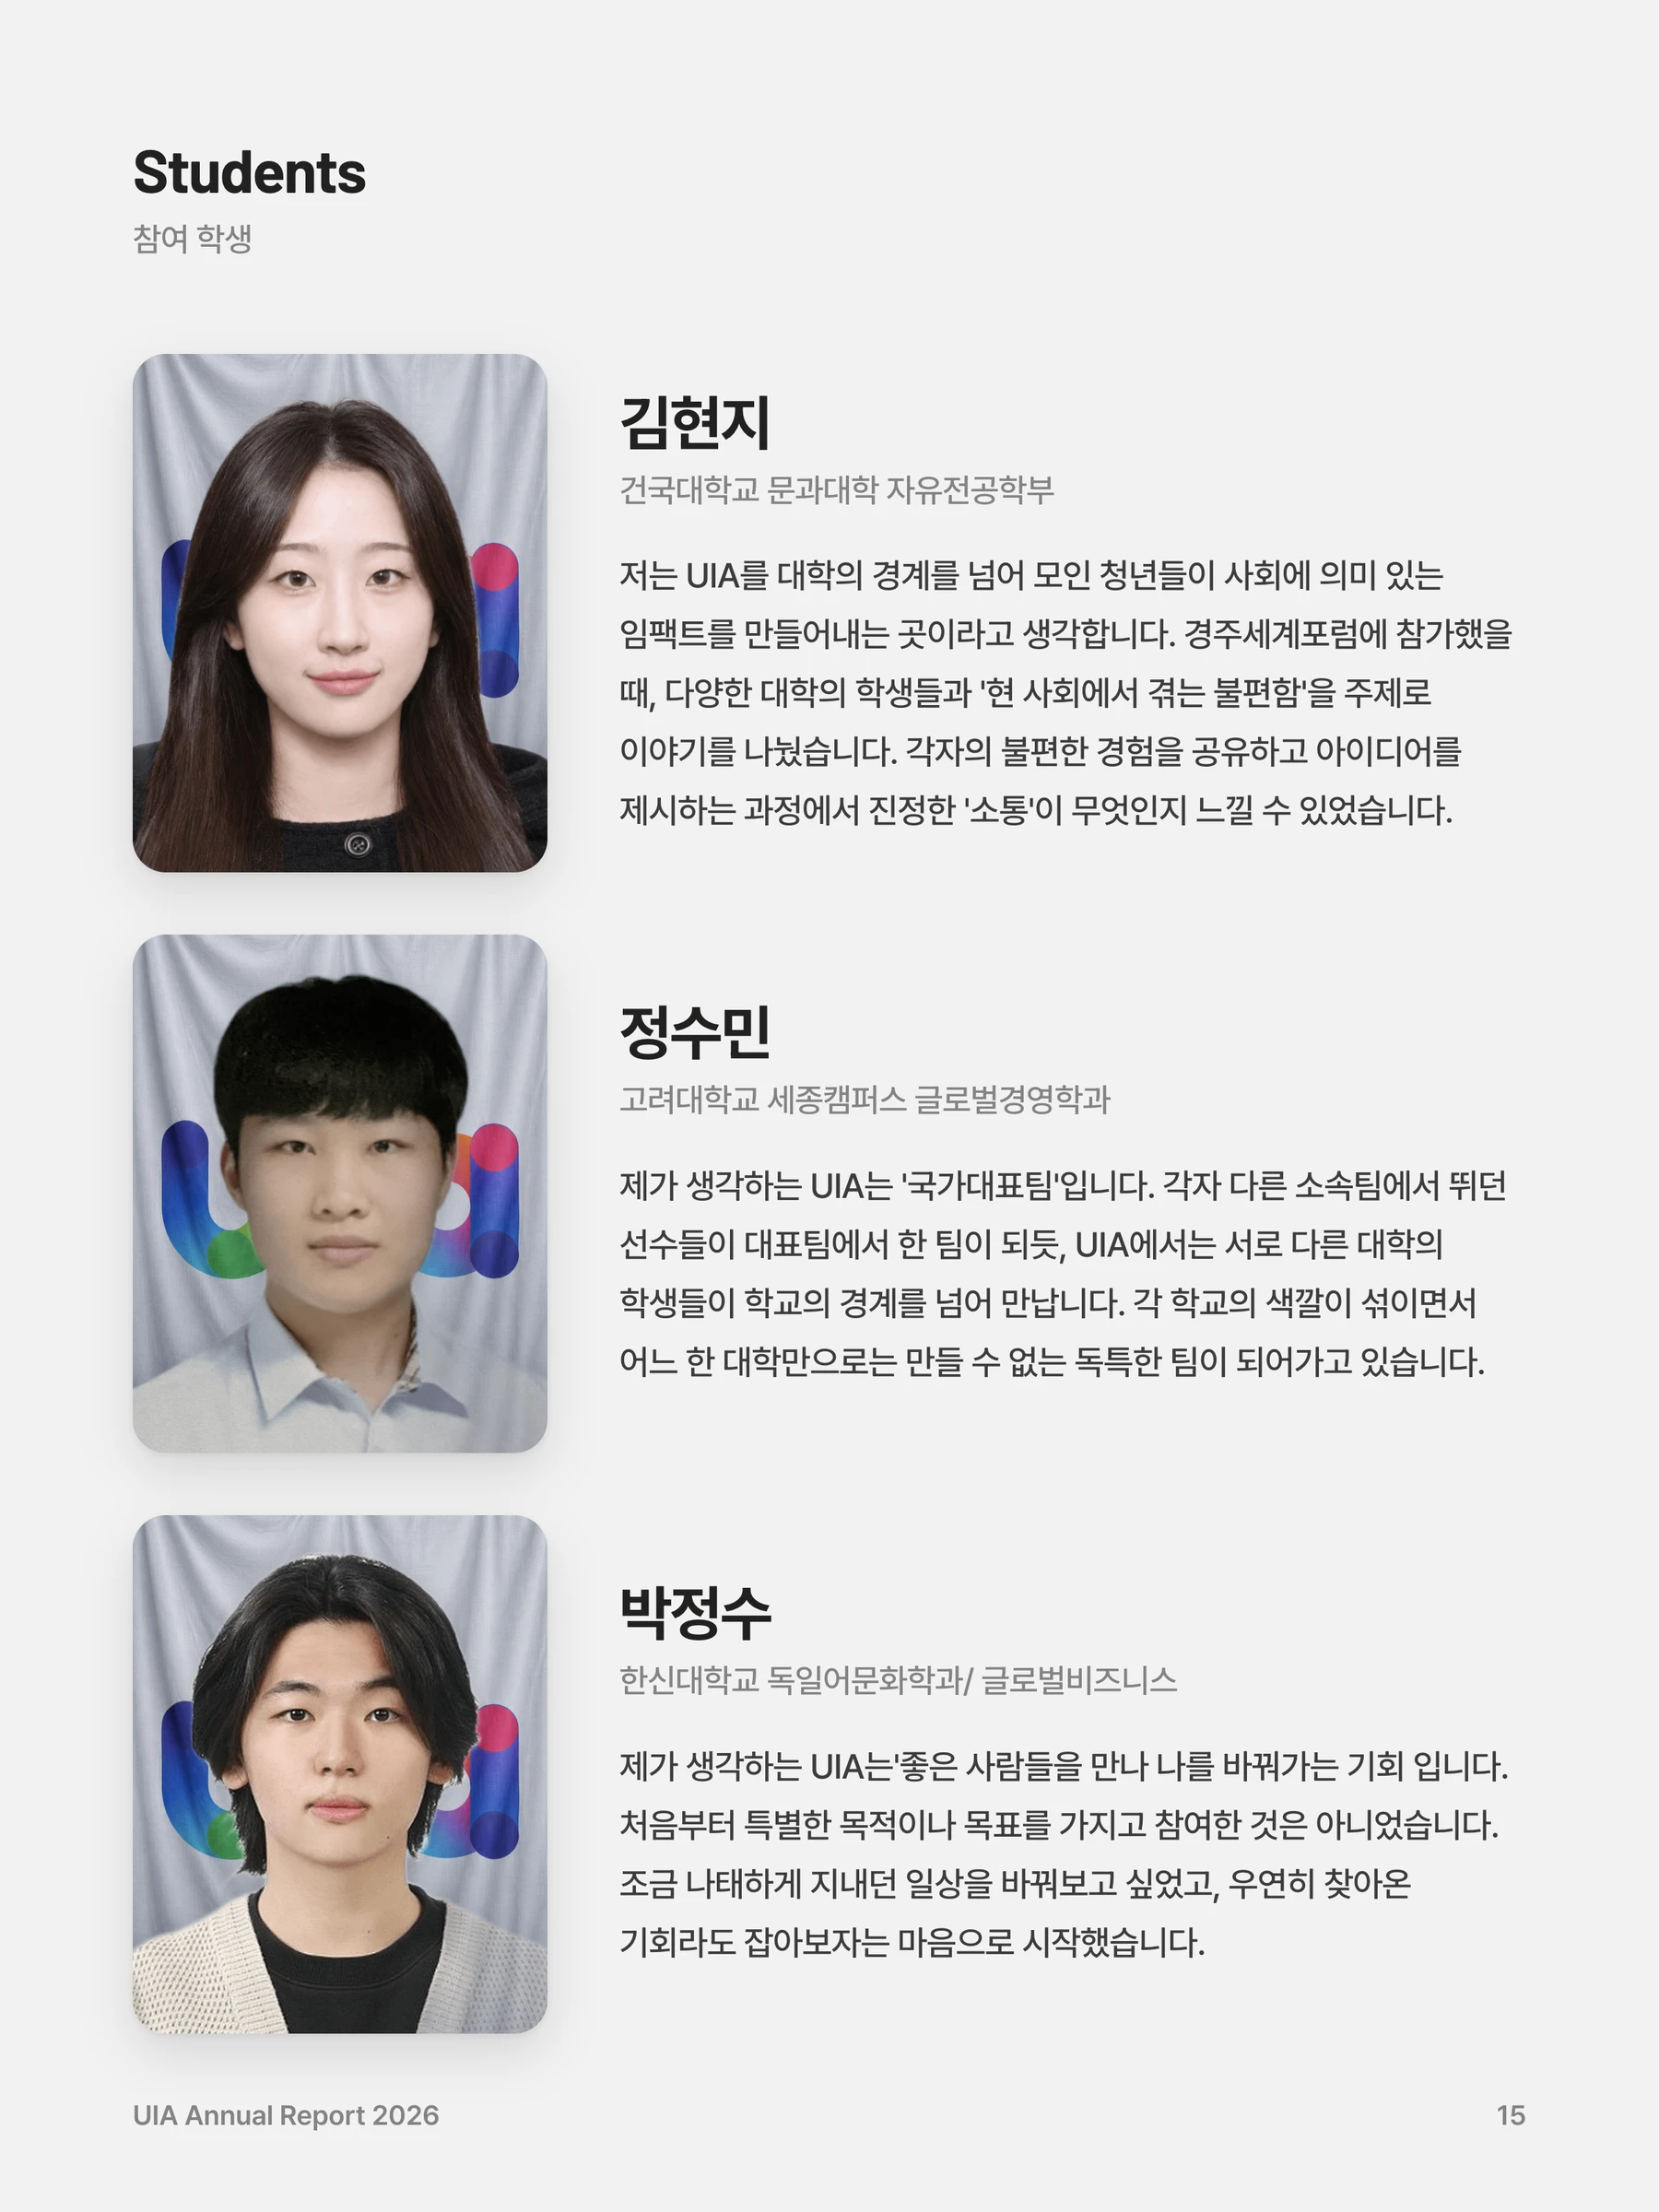 Students
참여 학생
김현지
건국대학교 문과대학 자유전공학부
저는 UIA를 대학의 경계를 넘어 모인 청년들이 사회에 의미 있는
임팩트를 만들어내는 곳이라고 생각합니다. 경주세계포럼에 참가했을
때, 다양한 대학의 학생들과 '현 사회에서 겪는 불편함'을 주제로
이야기를 나눴습니다. 각자의 불편한 경험을 공유하고 아이디어를
제시하는 과정에서 진정한 '소통'이 무엇인지 느낄 수 있었습니다.
정수민
고려대학교 세종캠퍼스 글로벌경영학과
제가 생각하는 UIA는 '국가대표팀'입니다. 각자 다른 소속팀에서 뛰던
선수들이 대표팀에서 한 팀이 되듯, UIA에서는 서로 다른 대학의
학생들이 학교의 경계를 넘어 만납니다. 각 학교의 색깔이 섞이면서
어느 한 대학만으로는 만들 수 없는 독특한 팀이 되어가고 있습니다.
박정수
한신대학교 독일어문화학과/ 글로벌비즈니스
제가 생각하는 UIA는'좋은 사람들을 만나 나를 바꿔가는 기회 입니다.
처음부터 특별한 목적이나 목표를 가지고 참여한 것은 아니었습니다.
조금 나태하게 지내던 일상을 바꿔보고 싶었고, 우연히 찾아온
기회라도 잡아보자는 마음으로 시작했습니다.
UIA Annual Report 2026
15